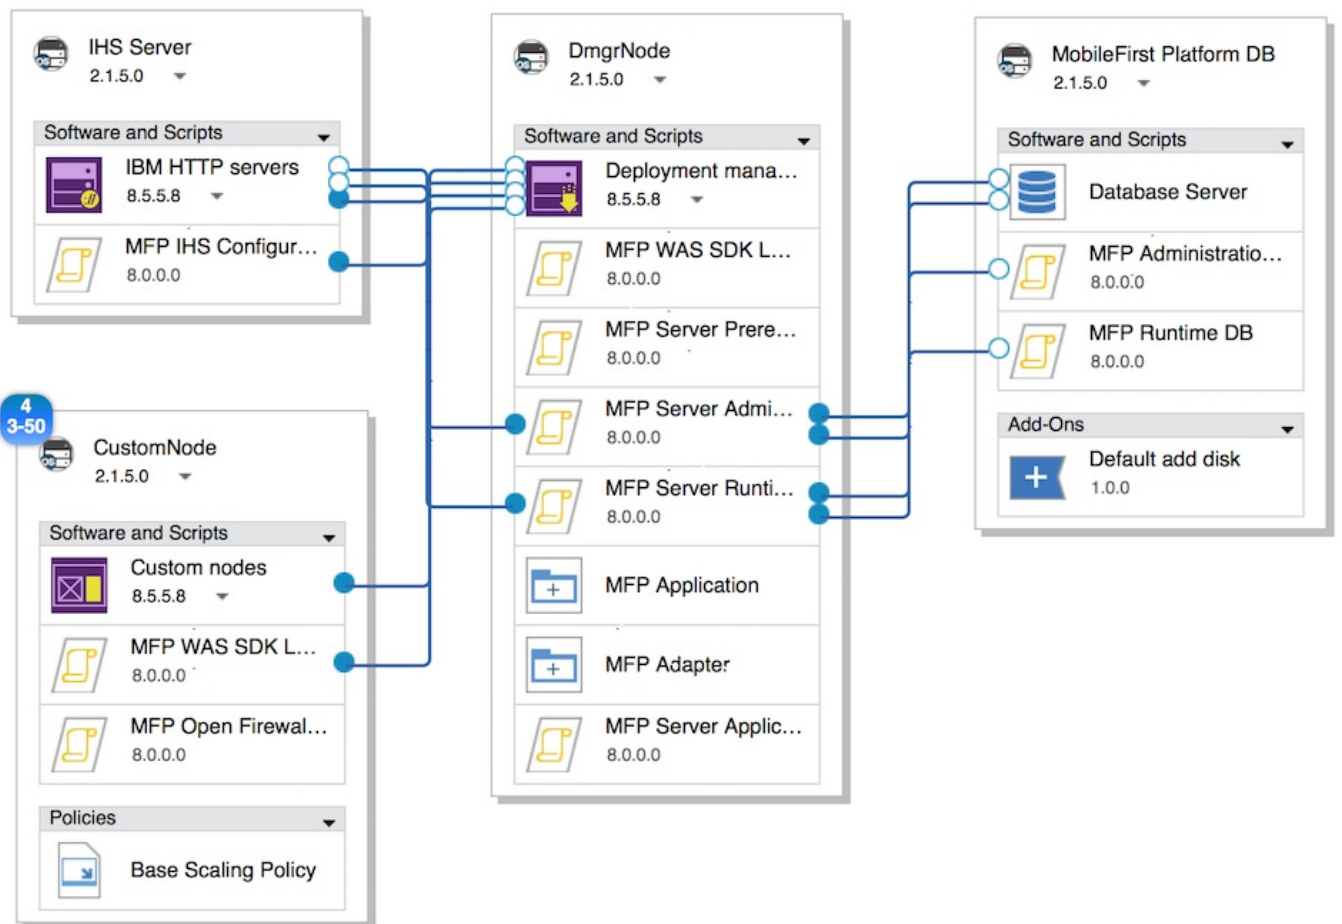 IHS Server
2.1.5.0
Software and Scripts
IBM HTTP servers
8.5.5.8
MFP IHS Configur...
8.0.0.0
4
3-50
CustomNode
2.1.5.0
Software and Scripts
Custom nodes
8.5.5.8
MFP WAS SDK L...
8.0.0.0
MFP Open Firewal...
8.0.0.0
Policies
Base Scaling Policy
DmgrNode
2.1.5.0
Software and Scripts
Deployment mana...
8.5.5.8
MFP WAS SDK L...
8.0.0.0
MFP Server Prere...
8.0.0.0
MFP Server Admi...
8.0.0.0
MFP Server Runti...
8.0.0.0
MFP Application
MFP Adapter
MFP Server Applic...
8.0.0.0
MobileFirst Platform DB
2.1.5.0
Software and Scripts
Database Server
MFP Administratio...
8.0.0.0
MFP Runtime DB
8.0.0.0
Add-Ons
Default add disk
1.0.0